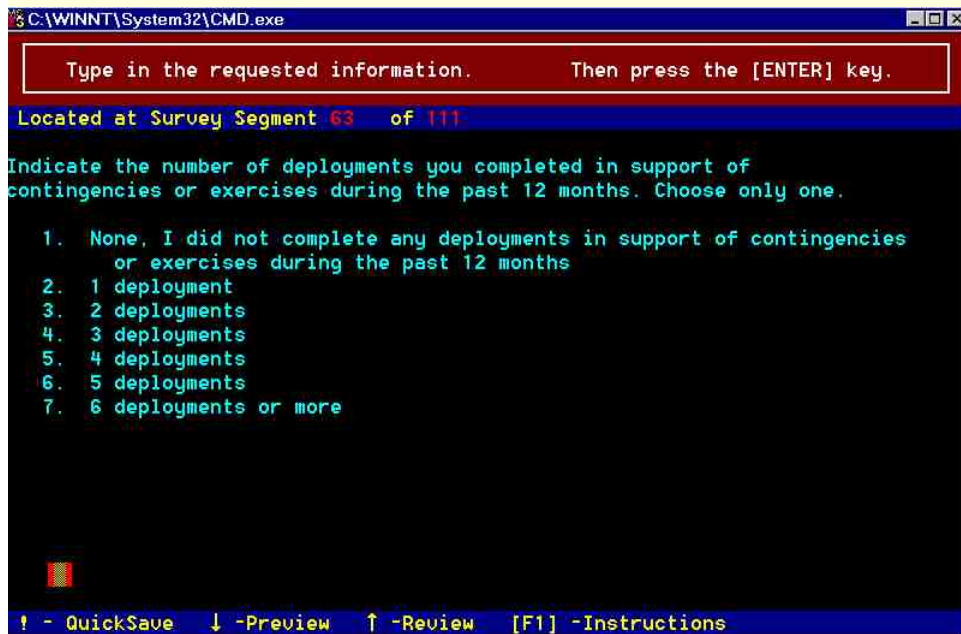 C:\WINNT\System32\CMD.exe
Type in the requested information. Then press the [ENTER] key.
Located at Survey Segment 63 of 111
Indicate the number of deployments you completed in support of
contingencies or exercises during the past 12 months. Choose only one.
1. None, I did not complete any deployments in support of contingencies
or exercises during the past 12 months
2. 1 deployment
3. 2 deployments
4. 3 deployments
5. 4 deployments
6. 5 deployments
7. 6 deployments or more
! - QuickSave ↓ -Preview ↑ -Review [F1] -Instructions